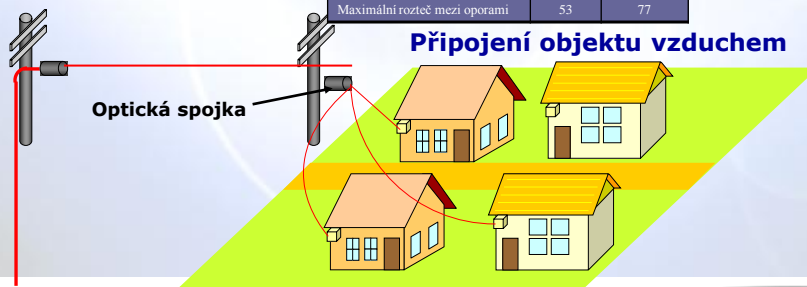 Maximální rozteč mezi oporami 53 77
Připojení objektu vzduchem
Optická spojka